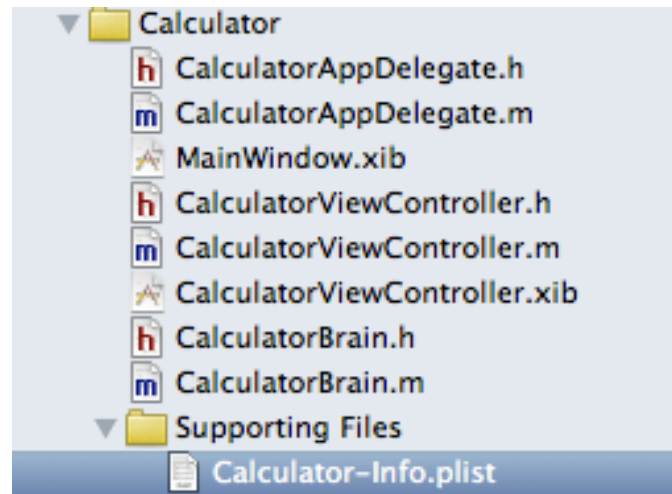 Calculator
h CalculatorAppDelegate.h
m CalculatorAppDelegate.m
MainWindow.xib
h CalculatorViewController.h
m CalculatorViewController.m
CalculatorViewController.xib
h CalculatorBrain.h
m CalculatorBrain.m
Supporting Files
Calculator-Info.plist